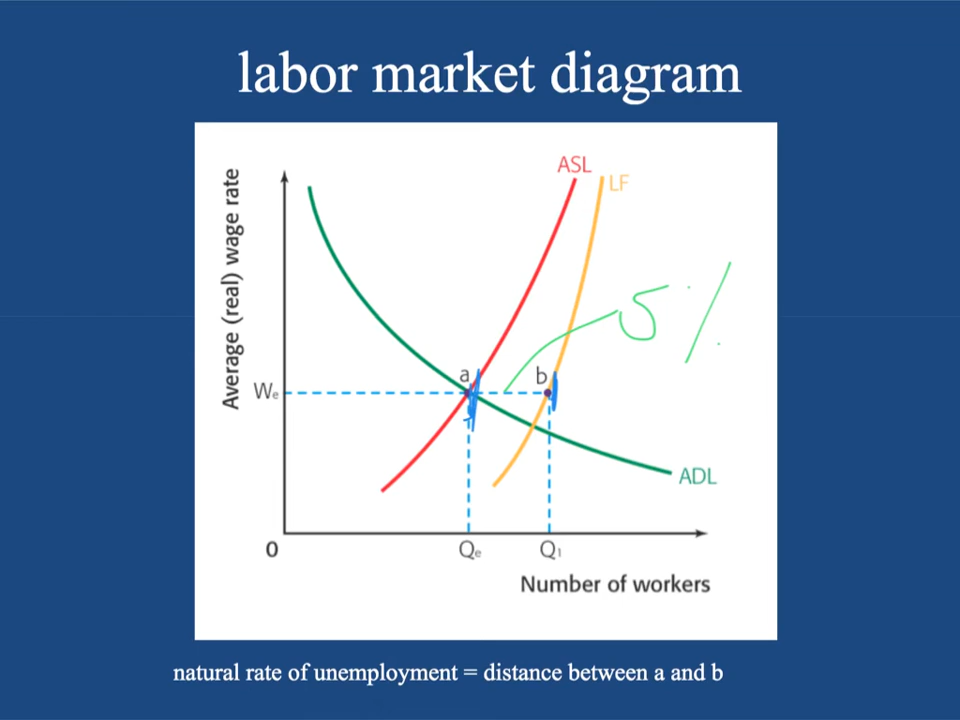 labor market diagram
Average (real) wage rate
ASL
LF
5%
a
b
We
ADL
0
Qe
Q1
Number of workers
natural rate of unemployment = distance between a and b